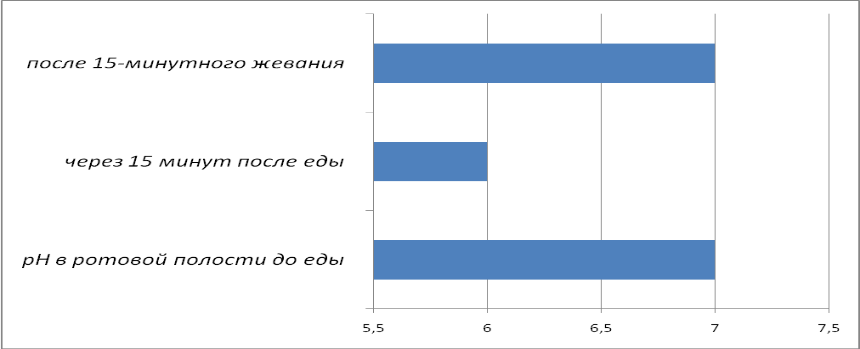 после 15-минутного жевания
через 15 минут после еды
рН в ротовой полости до еды
5,5 6 6,5 7 7,5